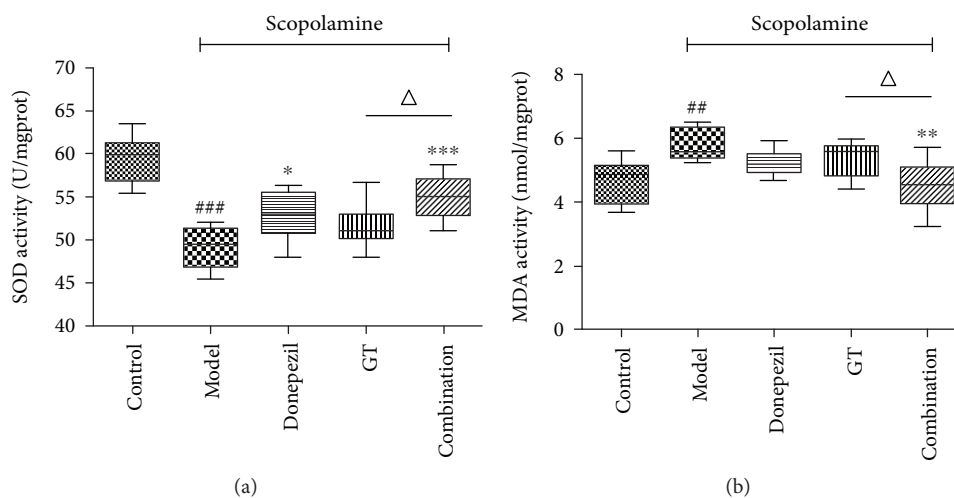 Scopolamine
SOD activity (U/mgprot)
70
65
60
55
50
45
40
###
*
△
***
Control
Model
Donepezil
GT
Combination
(a)
Scopolamine
MDA activity (nmol/mgprot)
8
6
4
2
0
##
△
**
Control
Model
Donepezil
GT
Combination
(b)